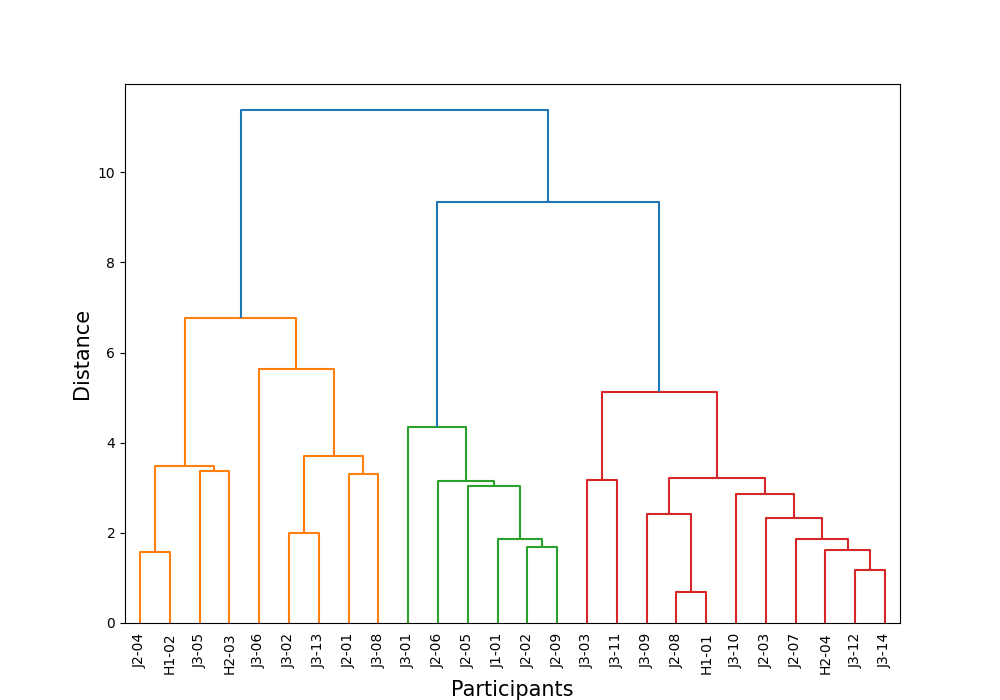 10
8
6
4
2
0
Distance
J2-04
H1-02
J3-05
H2-03
J3-06
J3-02
J3-13
J2-01
J3-08
J3-01
J2-06
J2-05
J1-01
J2-02
J2-09
J3-03
J3-11
J3-09
J2-08
H1-01
J3-10
J2-03
J2-07
H2-04
J3-12
J3-14
Participants